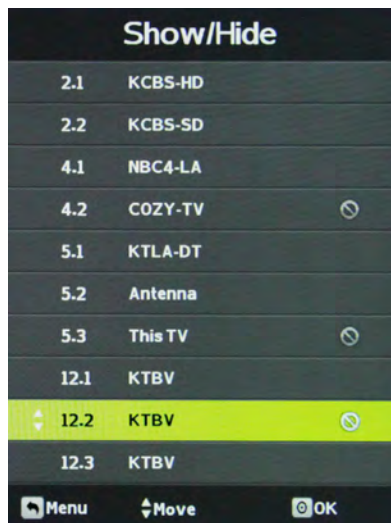 Show/Hide
2.1 KCBS-HD
2.2 KCBS-SD
4.1 NBC4-LA
4.2 COZY-TV
5.1 KTLA-DT
5.2 Antenna
5.3 This TV
12.1 KTBV
12.2 KTBV
12.3 KTBV
Menu Move OK